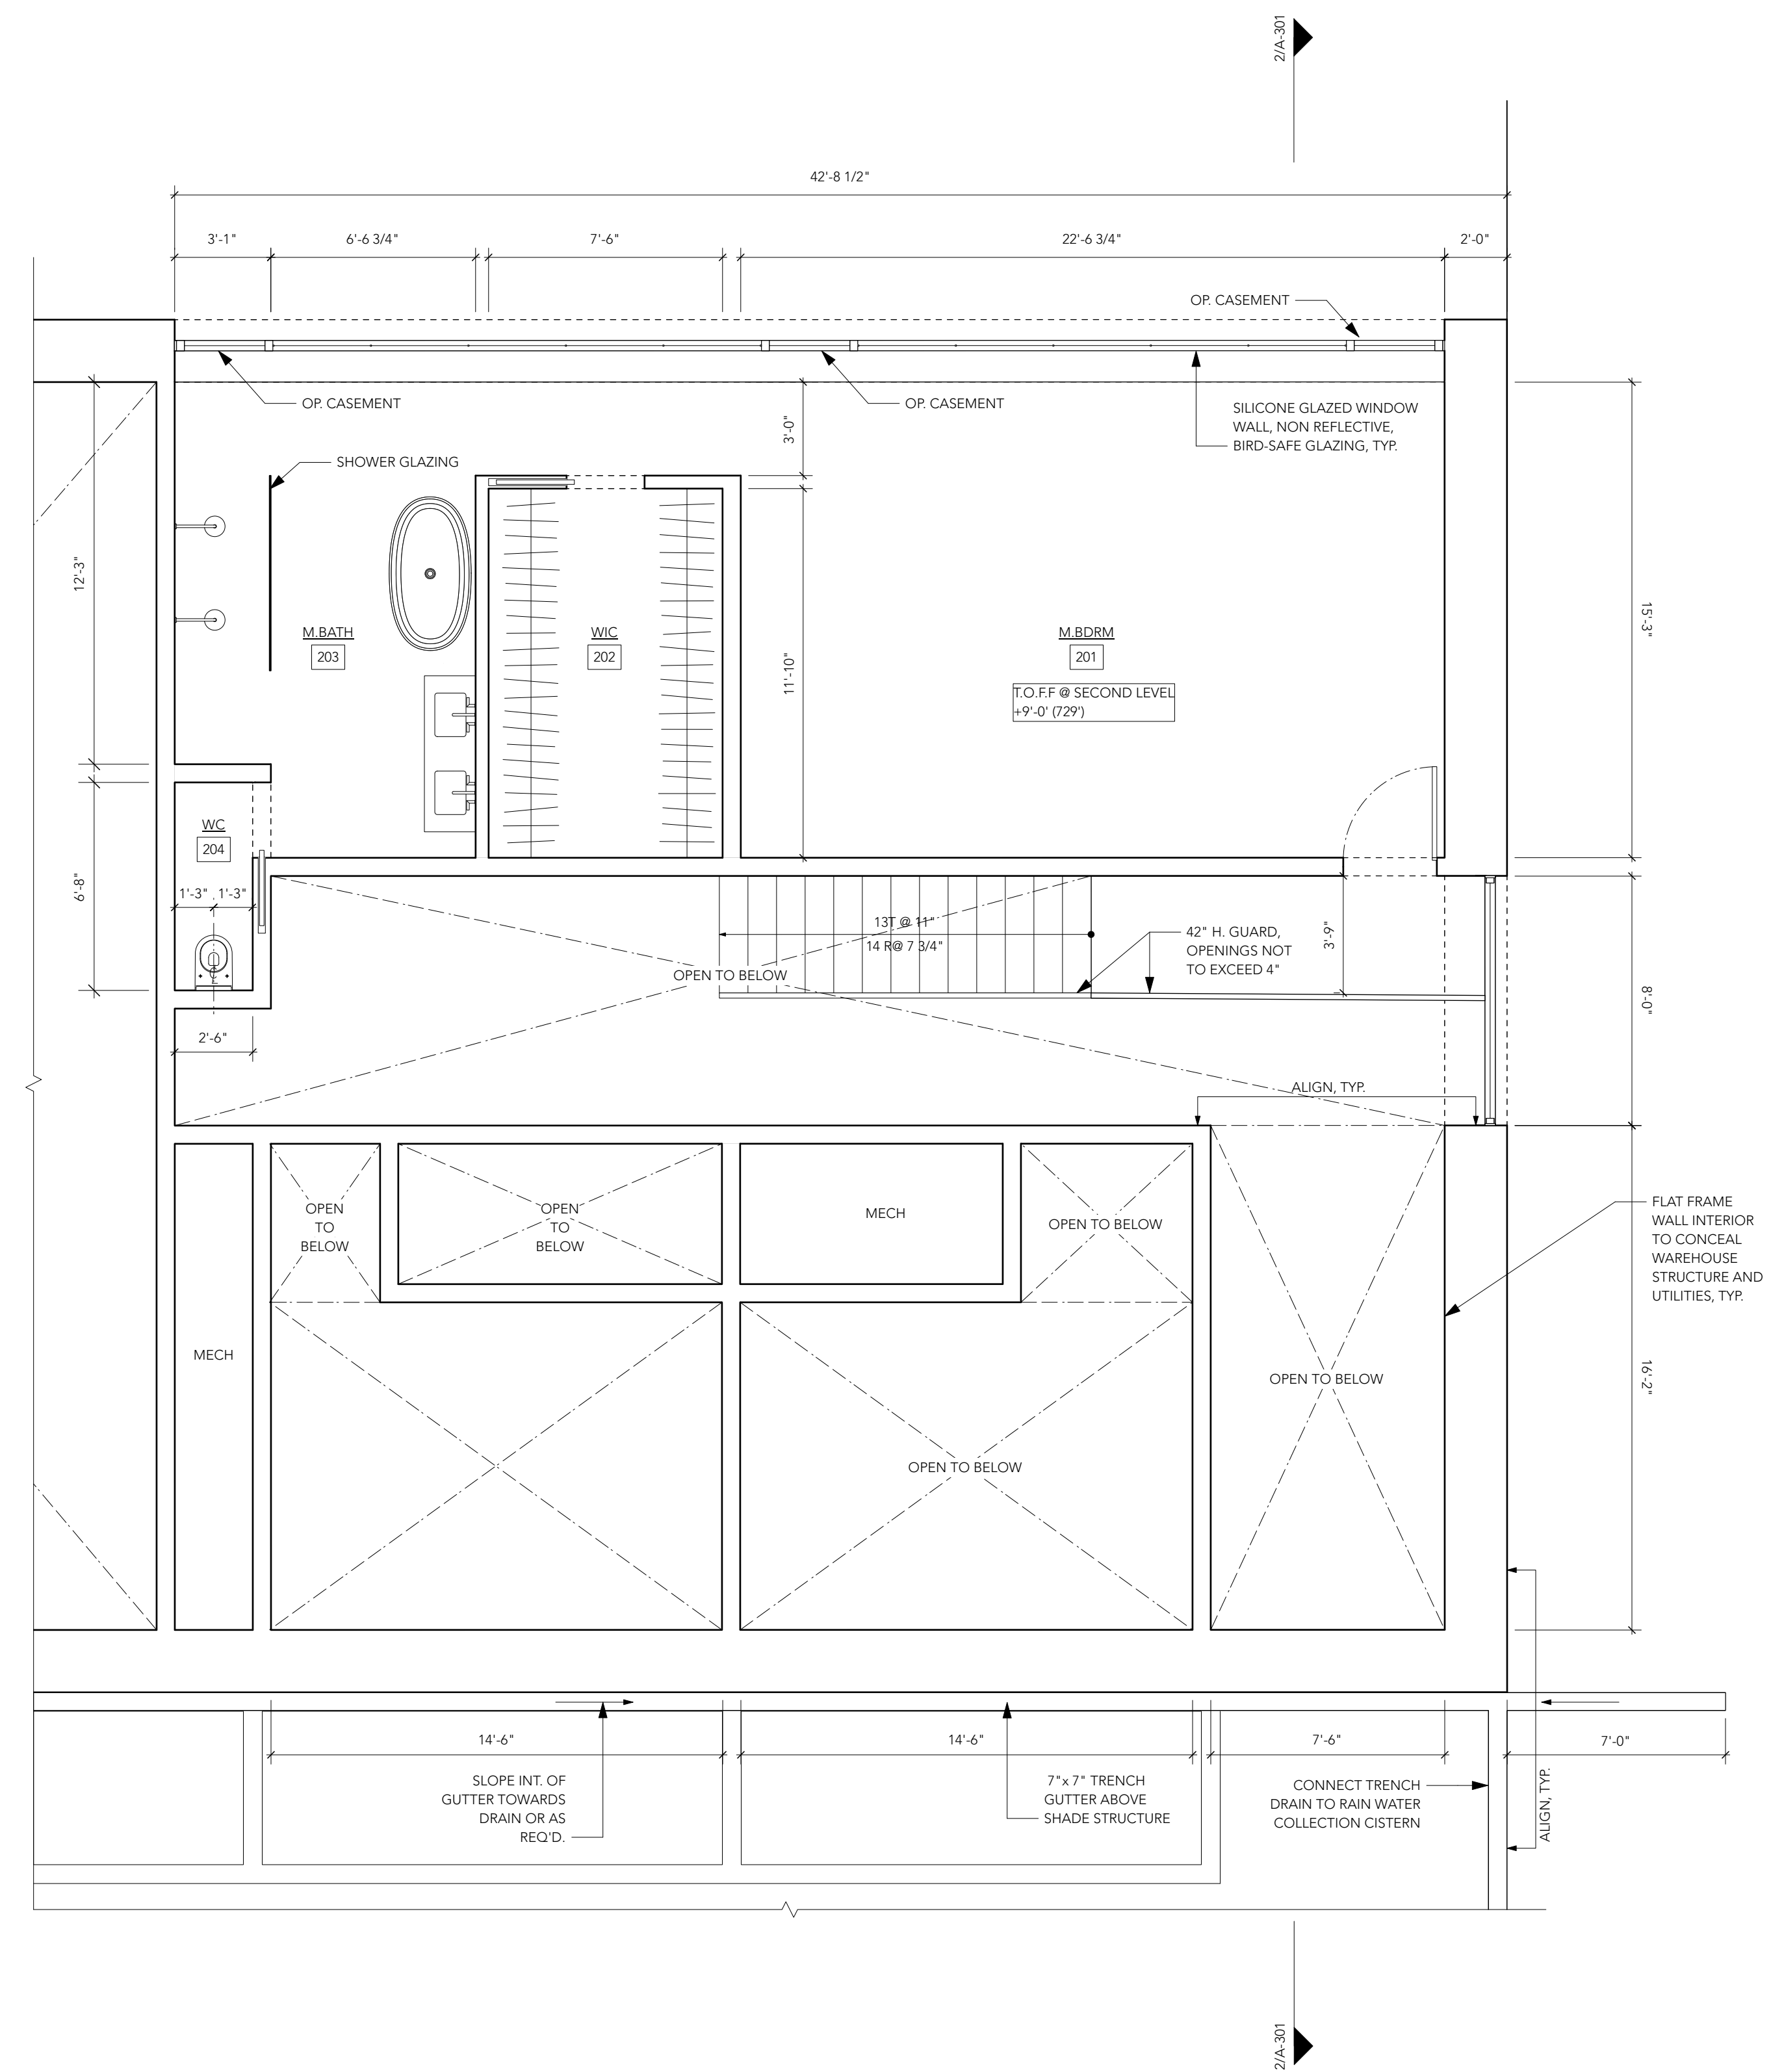 2/A-301
42'-8 1/2"
3'-1"
6'-6 3/4"
7'-6"
22'-6 3/4"
2'-0"
OP. CASEMENT
OP. CASEMENT
OP. CASEMENT
SILICONE GLAZED WINDOW
WALL, NON REFLECTIVE,
BIRD-SAFE GLAZING, TYP.
3'-0"
SHOWER GLAZING
12'-3"
M.BATH
203
WIC
202
11'-10"
M.BDRM
201
T.O.F.F @ SECOND LEVEL
+9'-0' (729')
15'-3"
WC
204
6'-8"
1'-3"
1'-3"
2'-6"
13T @ 11"
14 R@ 7 3/4"
OPEN TO BELOW
42" H. GUARD,
OPENINGS NOT
TO EXCEED 4"
3'-9"
8'-0"
ALIGN, TYP.
OPEN
TO
BELOW
OPEN
TO
BELOW
MECH
OPEN TO BELOW
FLAT FRAME
WALL INTERIOR
TO CONCEAL
WAREHOUSE
STRUCTURE AND
UTILITIES, TYP.
MECH
OPEN TO BELOW
16'-2"
OPEN TO BELOW
14'-6"
14'-6"
7'-6"
7'-0"
SLOPE INT. OF
GUTTER TOWARDS
DRAIN OR AS
REQ'D.
7"x 7" TRENCH
GUTTER ABOVE
SHADE STRUCTURE
CONNECT TRENCH
DRAIN TO RAIN WATER
COLLECTION CISTERN
ALIGN, TYP.
2/A-301